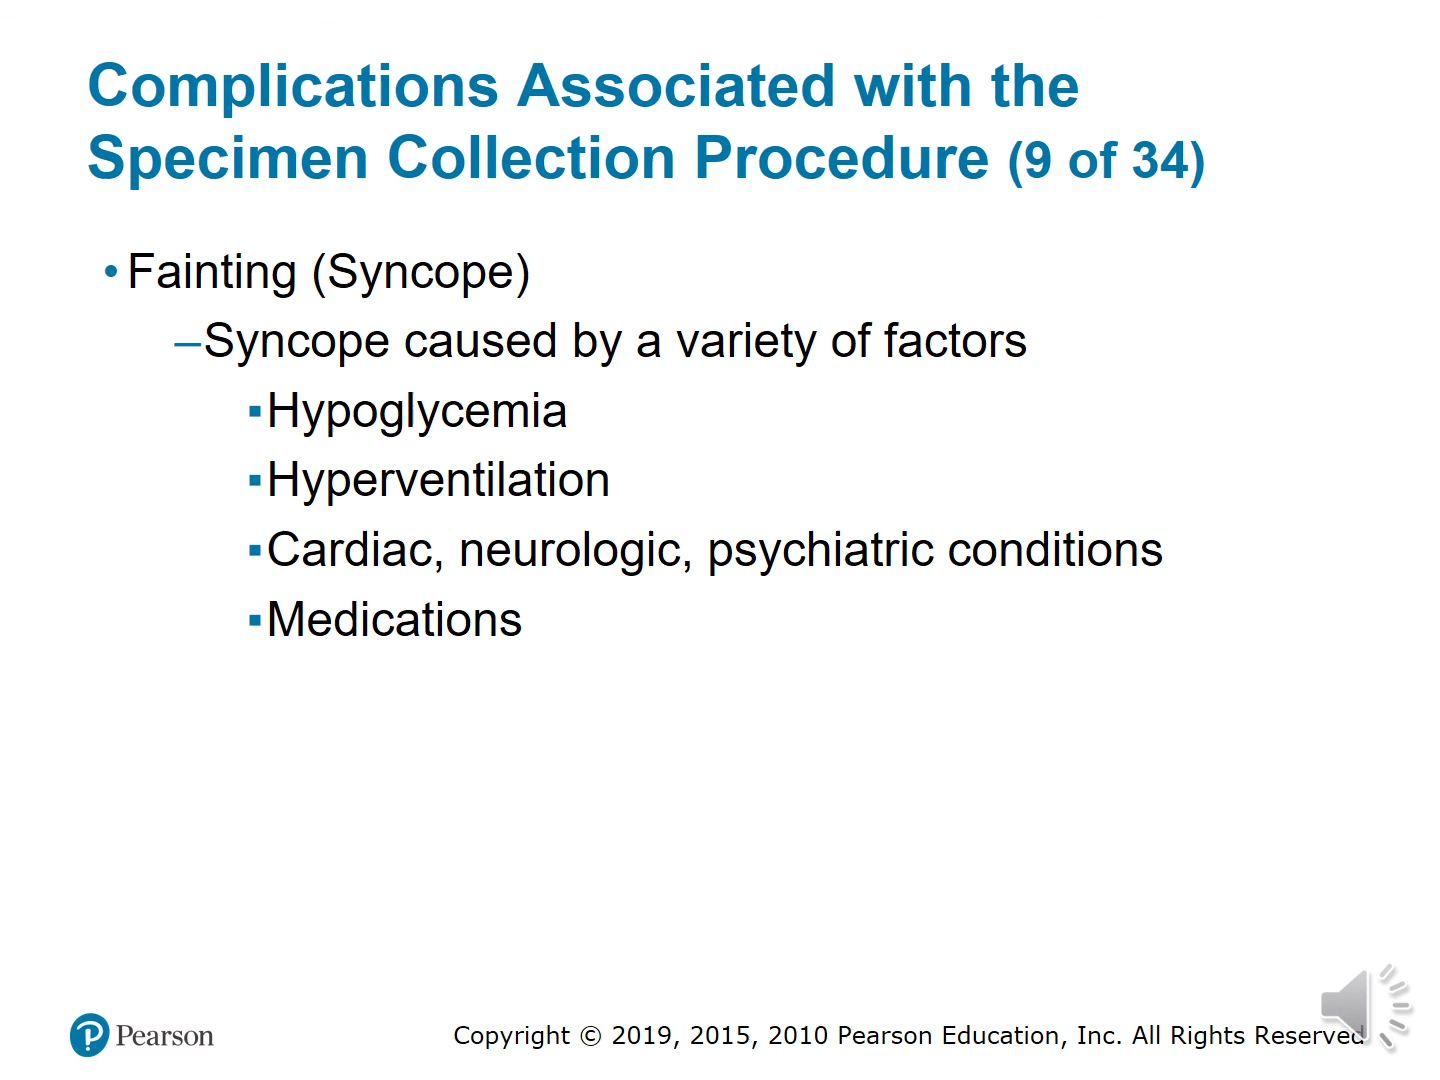 Complications Associated with the
Specimen Collection Procedure (9 of 34)
• Fainting (Syncope)
–Syncope caused by a variety of factors
▪Hypoglycemia
▪Hyperventilation
▪Cardiac, neurologic, psychiatric conditions
▪Medications
Pearson
Copyright © 2019, 2015, 2010 Pearson Education, Inc. All Rights Reserved